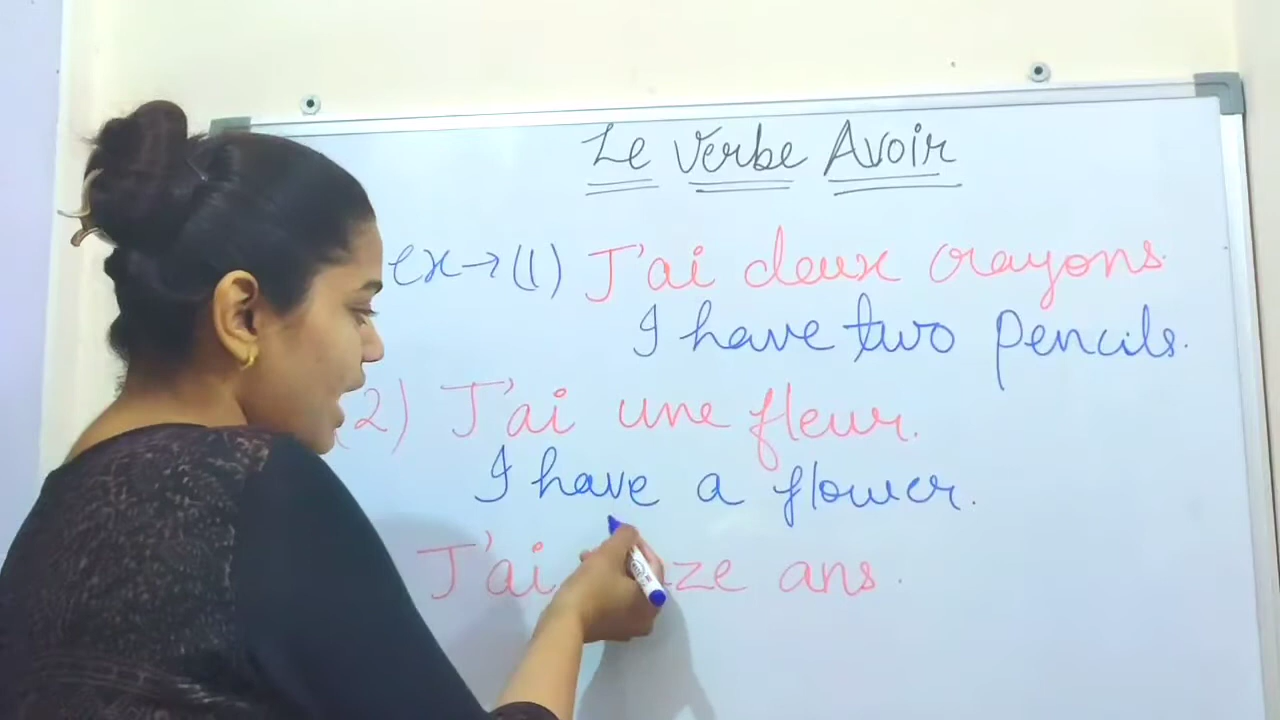 Le Verbe Avoir
ex→(1) J'ai deux crayons.
I have two pencils.
(2) J'ai une fleur.
I have a flower.
J'ai ans.